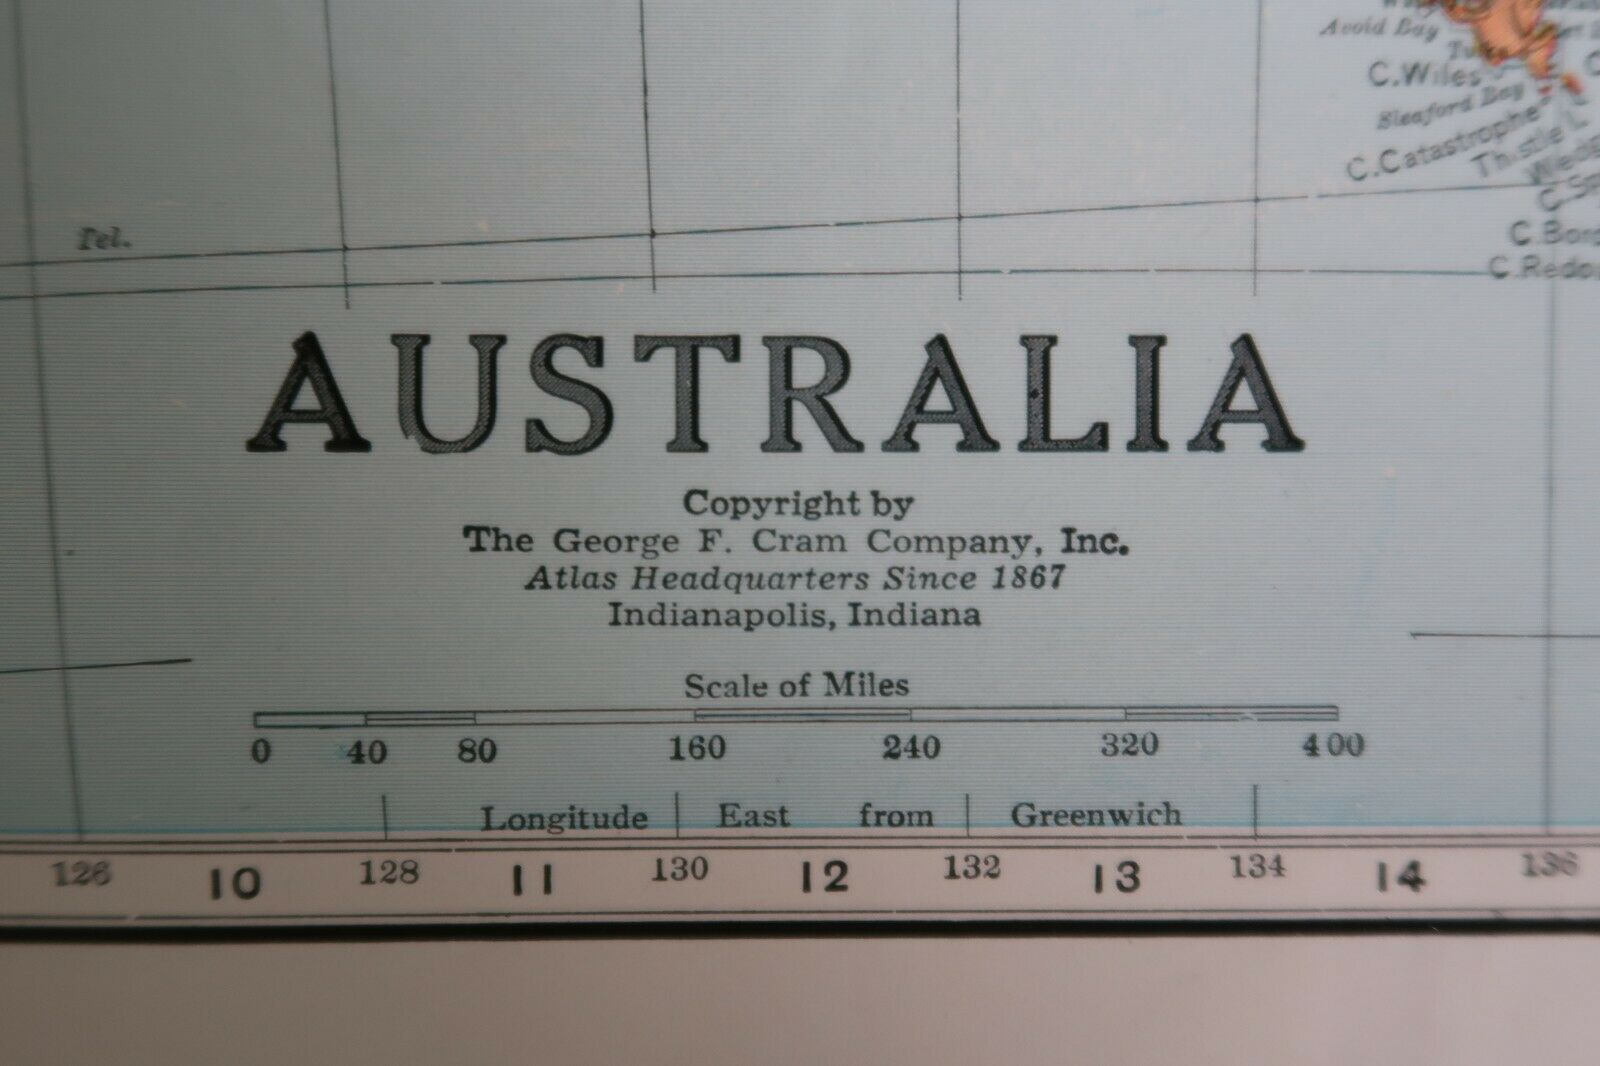 Avoid Bay
C. Wiles
Sleaford Bay
C. Catastrophe
Thistle I.
Tel.
AUSTRALIA
Copyright by
The George F. Cram Company, Inc.
Atlas Headquarters Since 1867
Indianapolis, Indiana
Scale of Miles
0 40 80 160 240 320 400
Longitude East from Greenwich
126 10 128 11 130 12 132 13 134 14 136